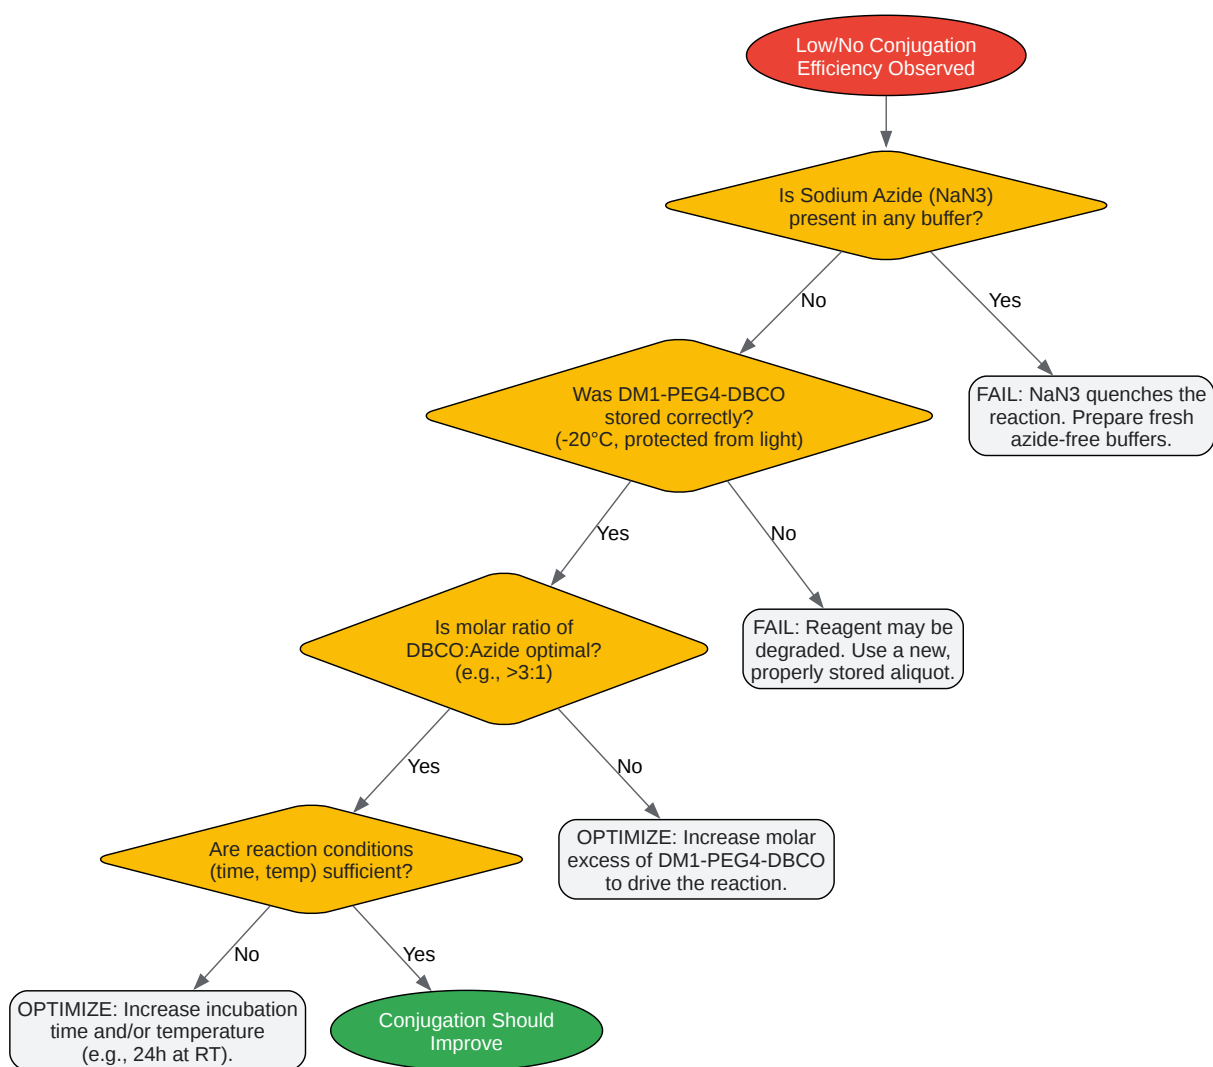 Low/No Conjugation
Efficiency Observed
Is Sodium Azide (NaN3)
present in any buffer?
No
Yes
Was DM1-PEG4-DBCO
stored correctly?
(-20°C, protected from light)
FAIL: NaN3 quenches the
reaction. Prepare fresh
azide-free buffers.
Yes
No
Is molar ratio of
DBCO:Azide optimal?
(e.g., >3:1)
FAIL: Reagent may be
degraded. Use a new,
properly stored aliquot.
Yes
No
Are reaction conditions
(time, temp) sufficient?
OPTIMIZE: Increase molar
excess of DM1-PEG4-DBCO
to drive the reaction.
No
Yes
OPTIMIZE: Increase incubation
time and/or temperature
(e.g., 24h at RT).
Conjugation Should
Improve